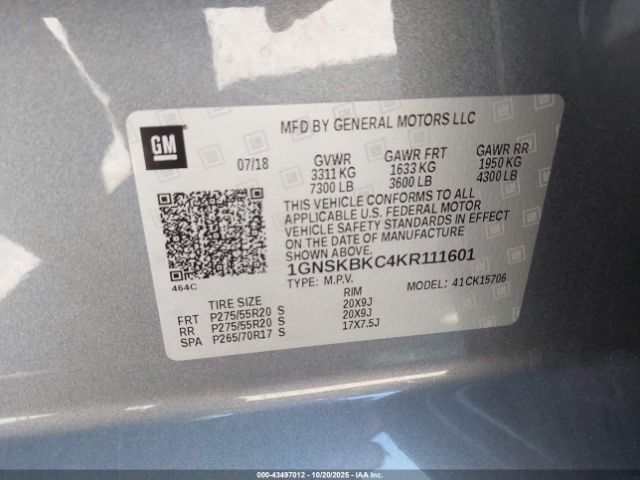 GM
MFD BY GENERAL MOTORS LLC
07/18
GVWR GAWR FRT GAWR RR
3311 KG 1633 KG 1950 KG
7300 LB 3600 LB 4300 LB
THIS VEHICLE CONFORMS TO ALL
APPLICABLE U.S. FEDERAL MOTOR
VEHICLE SAFETY STANDARDS IN EFFECT
ON THE DATE OF MANUFACTURE
SHOWN ABOVE.
1GNSKBKC4KR111601
TYPE: M.P.V. MODEL: 41CK15706
464C
TIRE SIZE RIM
FRT P275/55R20 S 20X9J
RR P275/55R20 S 20X9J
SPA P265/70R17 S 17X7.5J
000-43497012 - 10/20/2025 - IAAI.CA